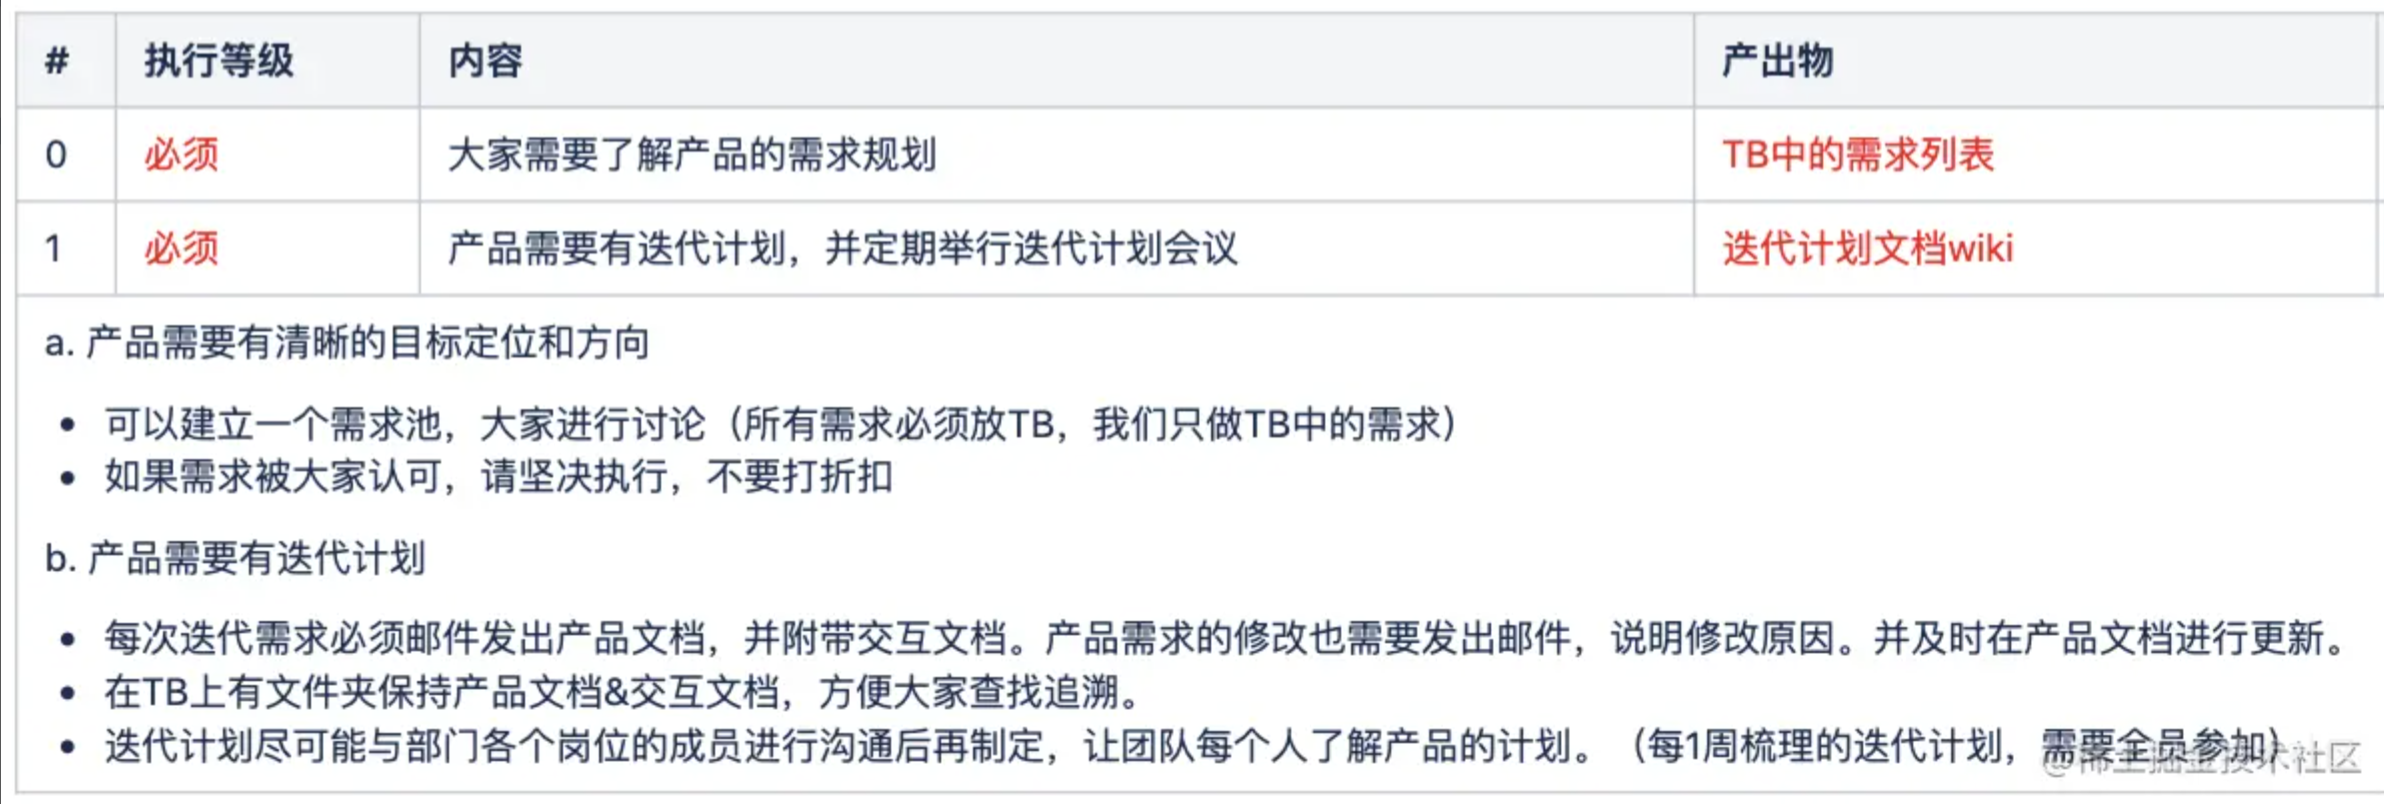 # 执行等级 内容 产出物
0 必须 大家需要了解产品的需求规划 TB中的需求列表
1 必须 产品需要有迭代计划，并定期举行迭代计划会议 迭代计划文档wiki
a. 产品需要有清晰的目标定位和方向
• 可以建立一个需求池，大家进行讨论（所有需求必须放TB，我们只做TB中的需求）
• 如果需求被大家认可，请坚决执行，不要打折扣
b. 产品需要有迭代计划
• 每次迭代需求必须邮件发出产品文档，并附带交互文档。产品需求的修改也需要发出邮件，说明修改原因。并及时在产品文档进行更新。
• 在TB上有文件夹保持产品文档&交互文档，方便大家查找追溯。
• 迭代计划尽可能与部门各个岗位的成员进行沟通后再制定，让团队每个人了解产品的计划。（每1周梳理的迭代计划，需要全员参加）
@稀土掘金技术社区